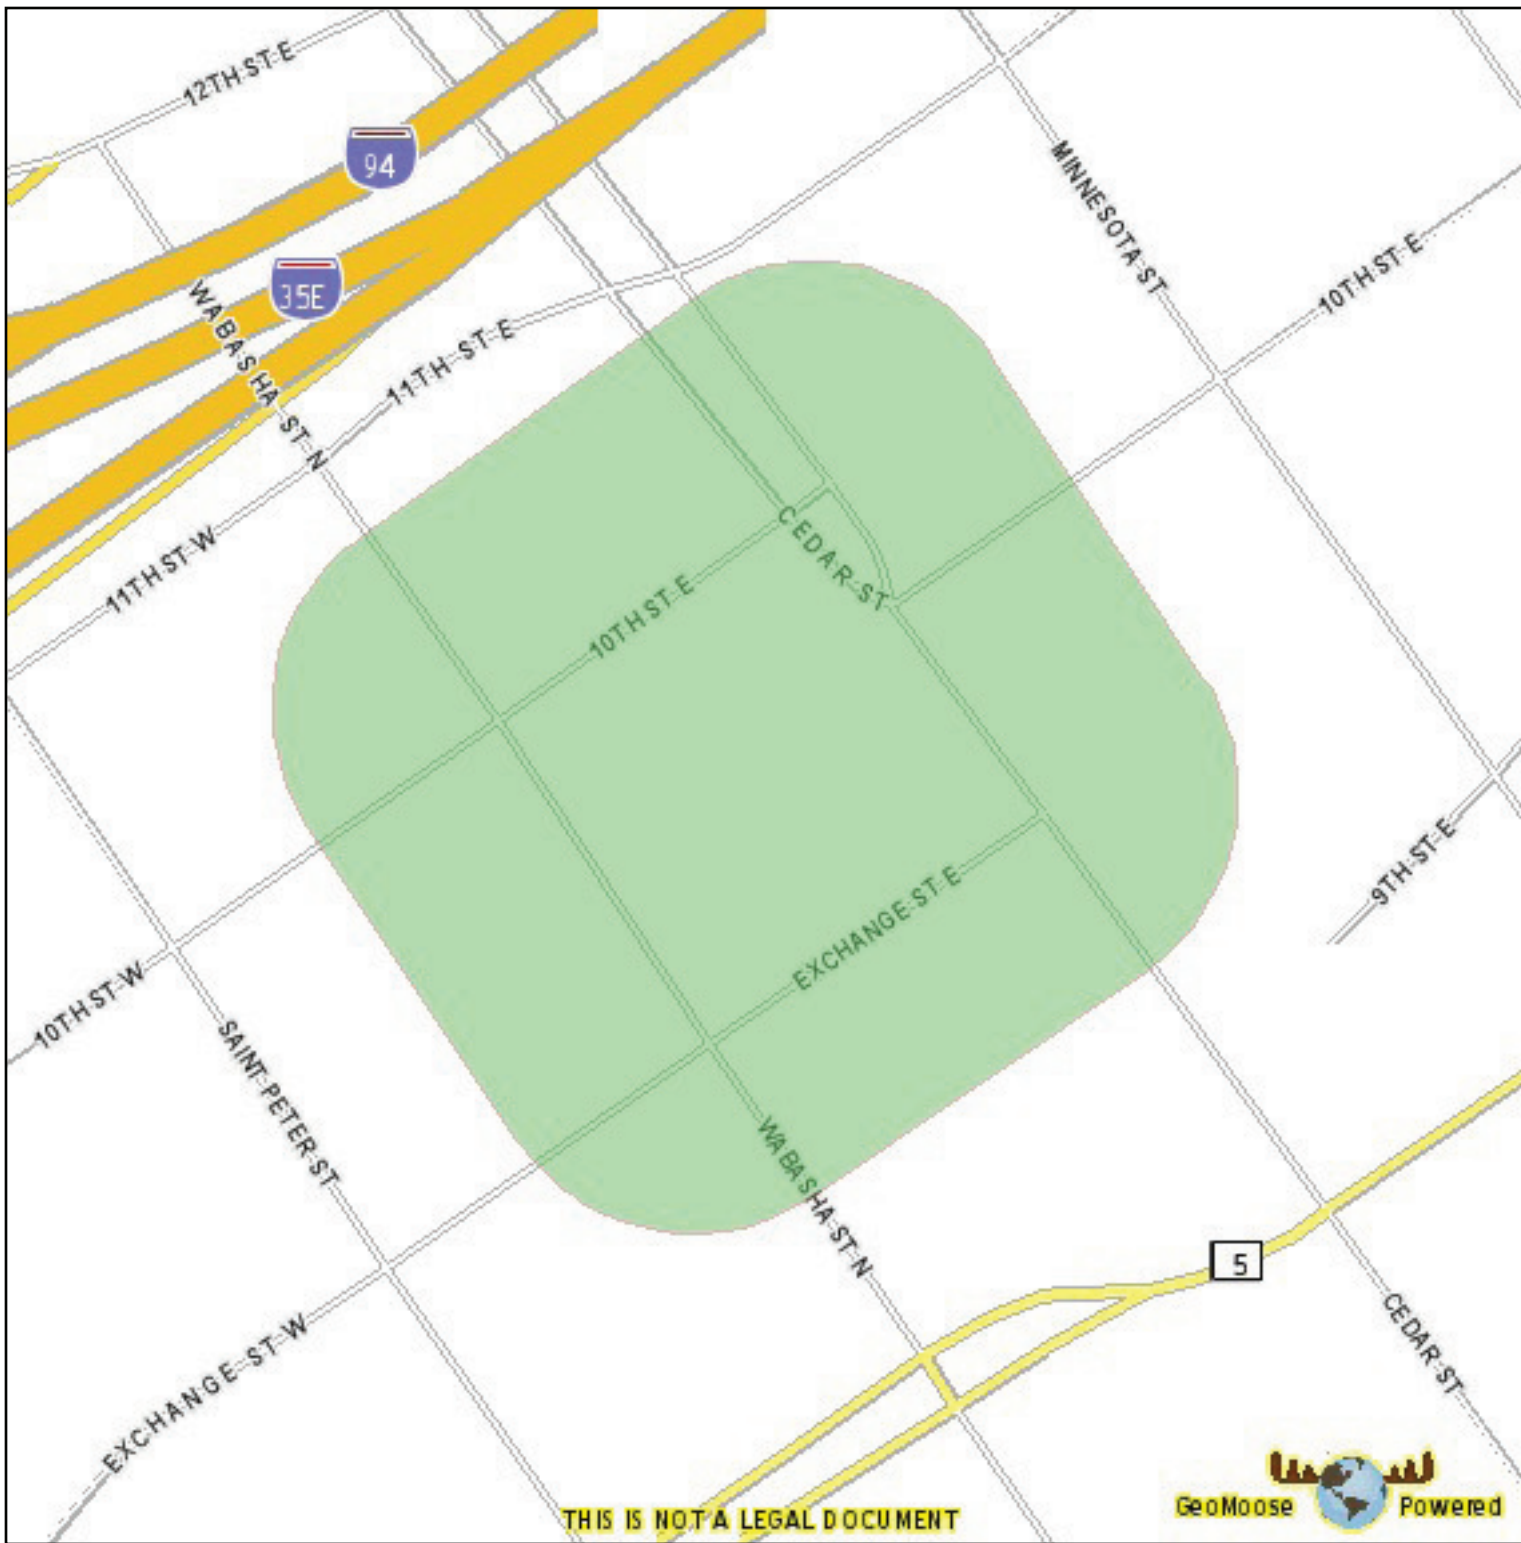 12TH ST E
94
MINNESOTA ST
35E
WABASHA ST N
10TH ST E
11TH ST E
11TH ST W
CEDAR ST
10TH ST E
9TH ST E
EXCHANGE ST E
10TH ST W
SAINT PETER ST
WABASHA ST N
5
EXCHANGE ST W
CEDAR ST
THIS IS NOT A LEGAL DOCUMENT
GeoMoose Powered